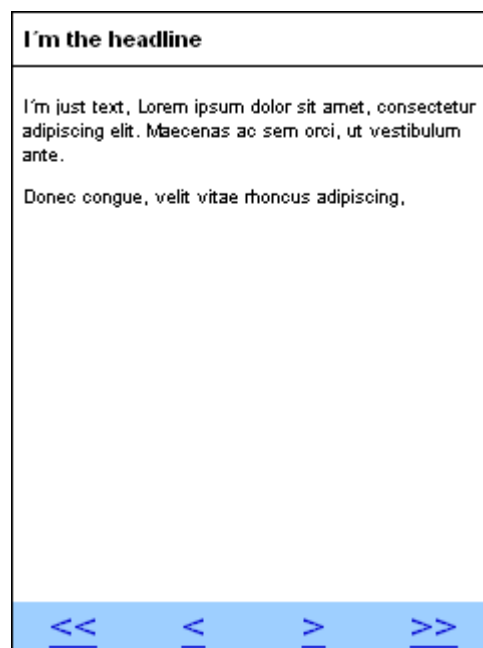 I´m the headline
I´m just text, Lorem ipsum dolor sit amet, consectetur
adipiscing elit. Maecenas ac sem orci, ut vestibulum
ante.
Donec congue, velit vitae rhoncus adipiscing,
<< < > >>